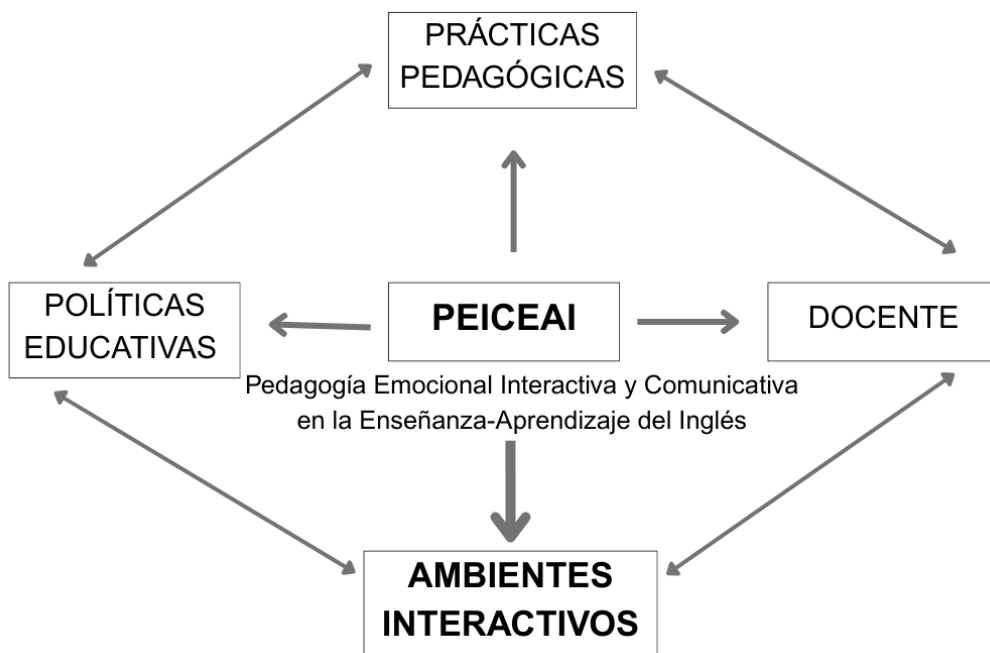 PRÁCTICAS
PEDAGÓGICAS
POLÍTICAS
EDUCATIVAS
PEICEAI
DOCENTE
Pedagogía Emocional Interactiva y Comunicativa
en la Enseñanza-Aprendizaje del Inglés
AMBIENTES
INTERACTIVOS